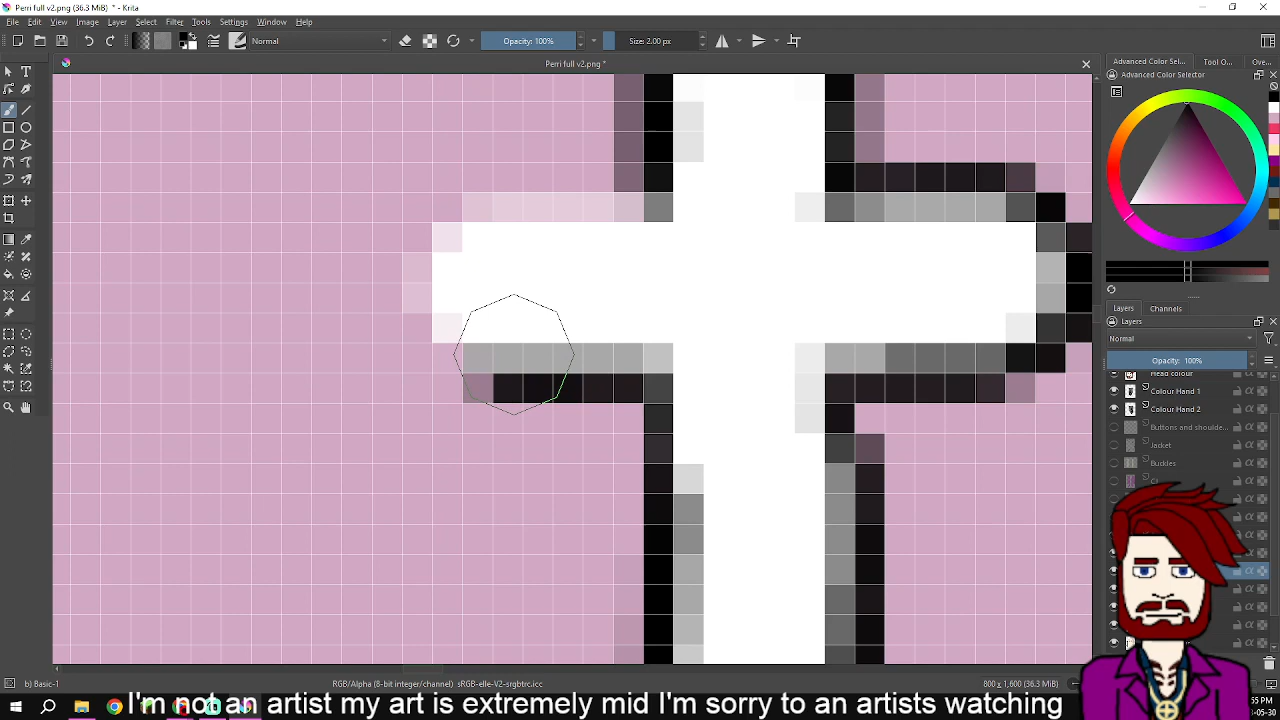 Perri full v2.png (36.3 MiB) * - Krita
File Edit View Image Layer Select Filter Tools Settings Window Help
Normal Opacity: 100% Size: 2.00 px
Perri full v2.png *
Advanced Color Sel... Tool O... Ove...
Advanced Color Selector
Layers Channels
Layers
Normal
Opacity: 100%
Head colour
Colour Hand 1
Colour Hand 2
Buttons and shoulde...
Jacket
Buckles
b) Basic-1 RGB/Alpha (8-bit integer/channel) sRGB-elle-V2-srgbtrc.icc 800 x 1,600 (36.3 MiB)
I'm not an artist my art is extremely mid I'm sorry to an artists watching